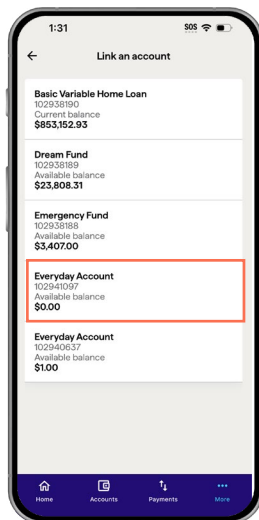 1:31
SOS
Link an account
Basic Variable Home Loan
102938190
Current balance
$853,152.93
Dream Fund
102938189
Available balance
$23,808.31
Emergency Fund
102938188
Available balance
$3,407.00
Everyday Account
102941097
Available balance
$0.00
Everyday Account
102940637
Available balance
$1.00
Home Accounts Payments More